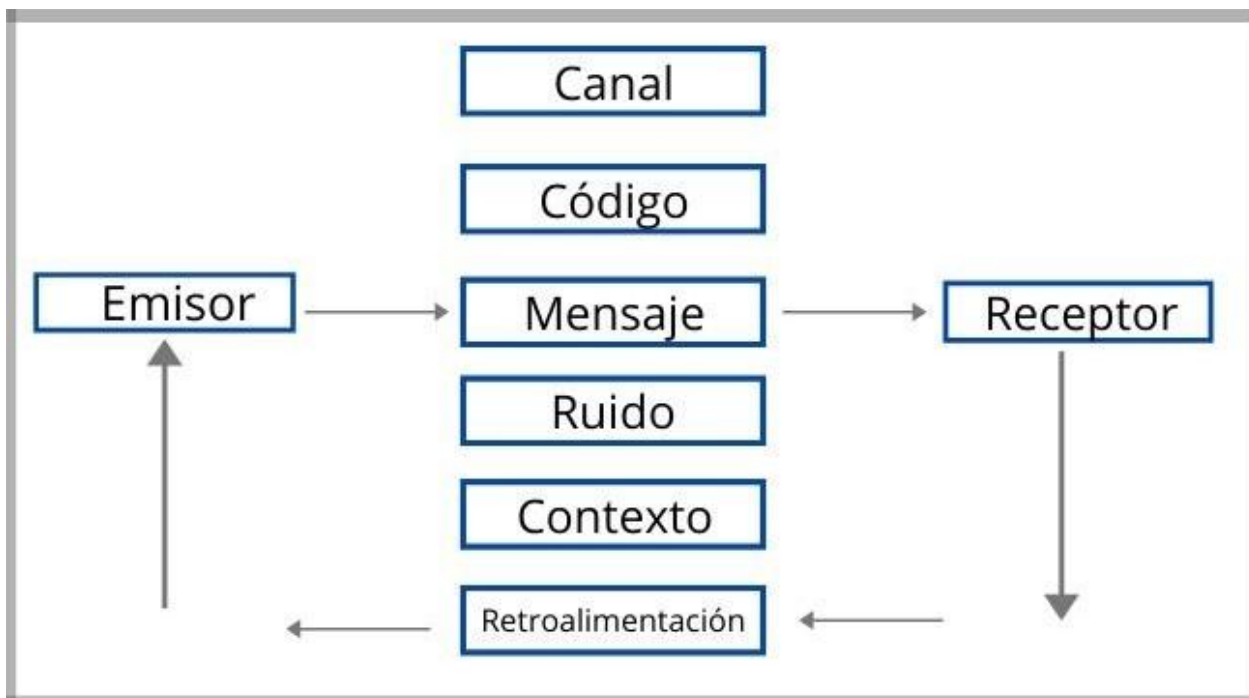 Canal
Código
Emisor
Mensaje
Receptor
Ruido
Contexto
Retroalimentación